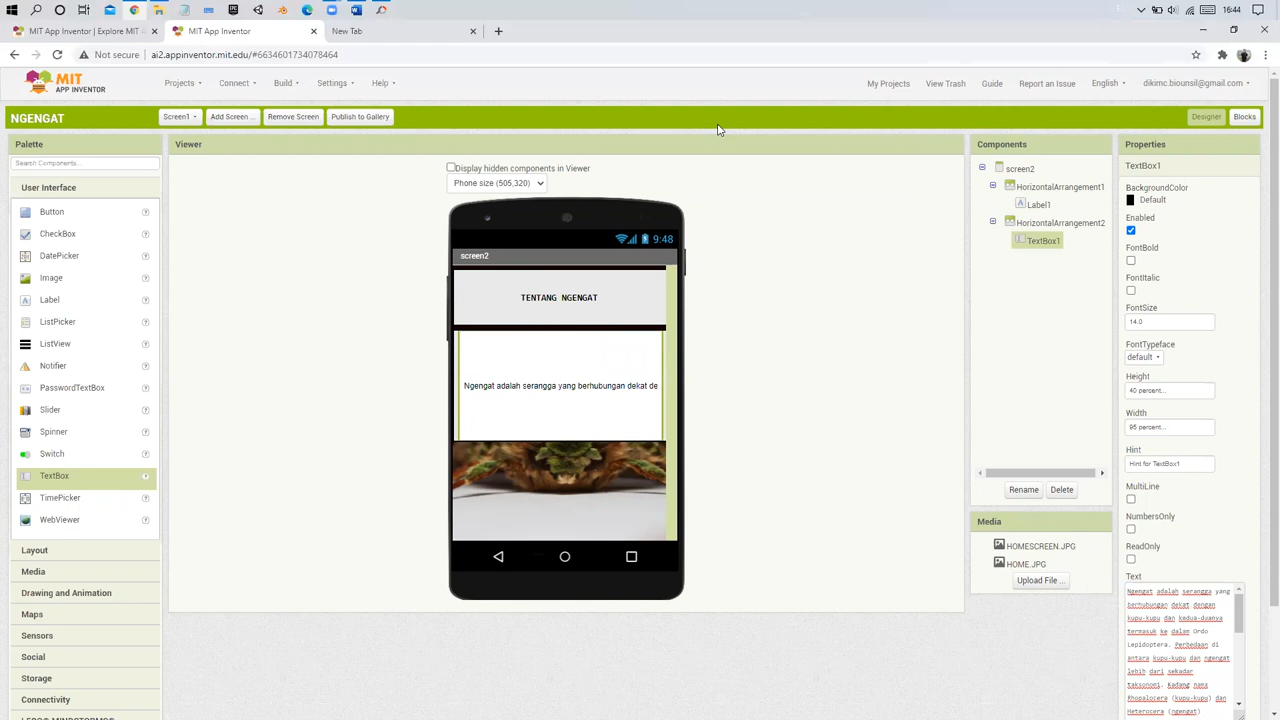 16:44
MIT App Inventor | Explore MIT
MIT App Inventor
New Tab
Not secure
ai2.appinventor.mit.edu/#6634601734078464
MIT
APP INVENTOR
Projects
Connect
Build
Settings
Help
My Projects
View Trash
Guide
Report an Issue
English
dikimc.biounsil@gmail.com
NGENGAT
Screen1
Add Screen ...
Remove Screen
Publish to Gallery
Designer
Blocks
Palette
Search Components...
User Interface
Button
CheckBox
DatePicker
Image
Label
ListPicker
ListView
Notifier
PasswordTextBox
Slider
Spinner
Switch
TextBox
TimePicker
WebViewer
Layout
Media
Drawing and Animation
Maps
Sensors
Social
Storage
Connectivity
LEGO® MINDSTORMS®
Viewer
Display hidden components in Viewer
Phone size (505,320)
9:48
screen2
TENTANG NGENGAT
Ngengat adalah serangga yang berhubungan dekat de
Components
screen2
HorizontalArrangement1
Label1
HorizontalArrangement2
TextBox1
Rename
Delete
Media
HOMESCREEN.JPG
HOME.JPG
Upload File ...
Properties
TextBox1
BackgroundColor
Default
Enabled
FontBold
FontItalic
FontSize
14.0
FontTypeface
default
Height
40 percent...
Width
95 percent...
Hint
Hint for TextBox1
MultiLine
NumbersOnly
ReadOnly
Text
Ngengat adalah serangga yang
berhubungan dekat dengan
kupu-kupu dan kedua-duanya
termasuk ke dalam Ordo
Lepidoptera. Perbedaan di
antara kupu-kupu dan ngengat
lebih dari sekadar
taksonomi. Kadang nama
Rhopalocera (kupu-kupu) dan
Heterocera (ngengat)